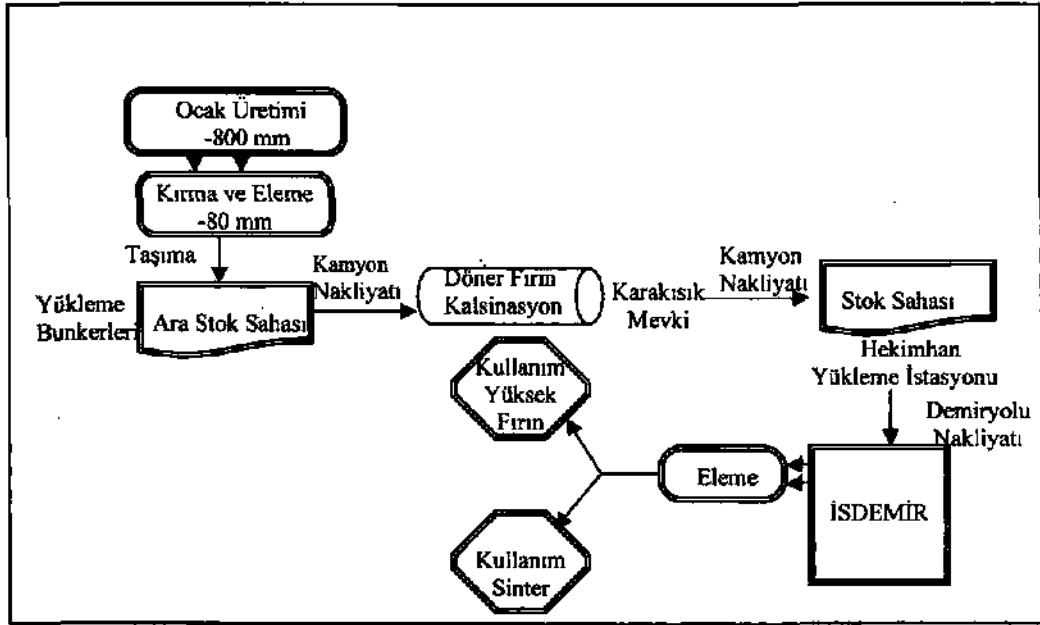 Ocak Üretimi
-800 mm
Kırma ve Eleme
-80 mm
Taşıma
Yükleme
Bunkerleri
Ara Stok Sahası
Kamyon
Nakliyatı
Döner Fırın
Kalsinasyon
Karakısık
Mevki
Kamyon
Nakliyatı
Stok Sahası
Hekimhan
Yükleme İstasyonu
Demiryolu
Nakliyatı
İSDEMİR
Eleme
Kullanım
Yüksek
Fırın
Kullanım
Sinter